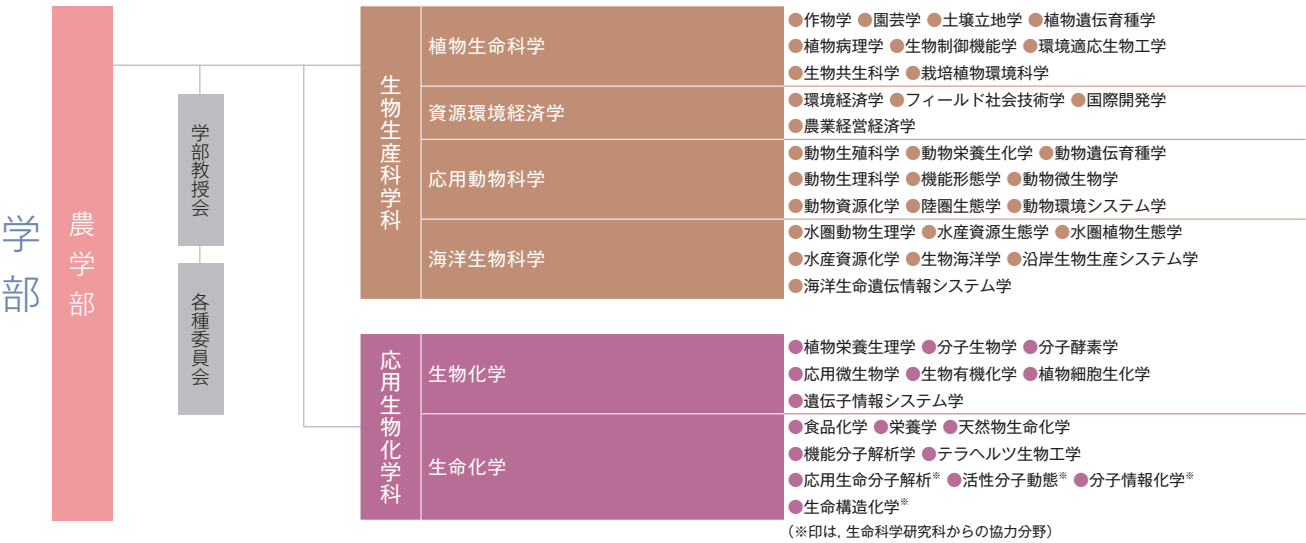 学部
農学部
学部教授会
各種委員会
生物生産科学科
植物生命科学
●作物学 ●園芸学 ●土壌立地学 ●植物遺伝育種学
●植物病理学 ●生物制御機能学 ●環境適応生物工学
●生物共生科学 ●栽培植物環境科学
資源環境経済学
●環境経済学 ●フィールド社会技術学 ●国際開発学
●農業経営経済学
応用動物科学
●動物生殖科学 ●動物栄養生化学 ●動物遺伝育種学
●動物生理科学 ●機能形態学 ●動物微生物学
●動物資源化学 ●陸圏生態学 ●動物環境システム学
海洋生物科学
●水圏動物生理学 ●水産資源生態学 ●水圏植物生態学
●水産資源化学 ●生物海洋学 ●沿岸生物生産システム学
●海洋生命遺伝情報システム学
応用生物化学科
生物化学
●植物栄養生理学 ●分子生物学 ●分子酵素学
●応用微生物学 ●生物有機化学 ●植物細胞生化学
●遺伝子情報システム学
生命化学
●食品化学 ●栄養学 ●天然物生命化学
●機能分子解析学 ●テラヘルツ生物工学
●応用生命分子解析※ ●活性分子動態※ ●分子情報化学※
●生命構造化学※
(※印は, 生命科学研究科からの協力分野)